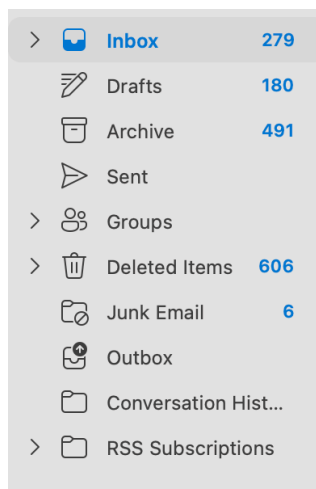 Inbox 279
Drafts 180
Archive 491
Sent
Groups
Deleted Items 606
Junk Email 6
Outbox
Conversation Hist...
RSS Subscriptions